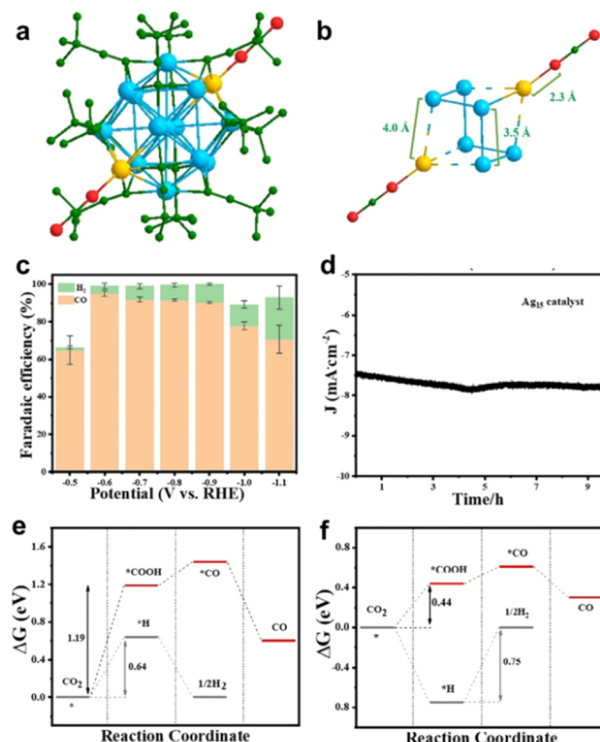 a
b
2.3 Å
4.0 Å
3.5 Å
c
d
H2
CO
Ag15 catalyst
Faradaic efficiency (%)
100
80
60
40
20
0
-0.5 -0.6 -0.7 -0.8 -0.9 -1.0 -1.1
Potential (V vs. RHE)
J (mA·cm-2)
-5
-6
-7
-8
-9
-10
1 3 5 7 9
Time/h
e
f
ΔG (eV)
1.6
1.2
0.8
0.4
0.0
*COOH
*CO
*H
CO
1.19
0.64
CO2
*
1/2H2
Reaction Coordinate
ΔG (eV)
0.8
0.4
0.0
0.4
0.8
*COOH
*CO
CO2
*
0.44
1/2H2
CO
*H
0.75
Reaction Coordinate